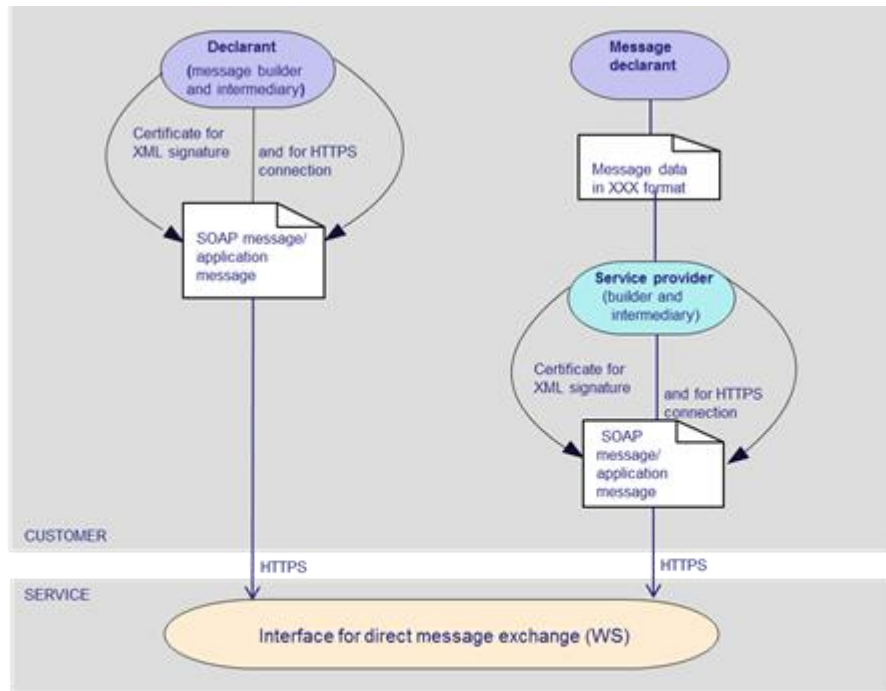 Declarant
(message builder
and intermediary)
Certificate for
XML signature
and for HTTPS
connection
SOAP message/
application
message
Message
declarant
Message data
in XXX format
Service provider
(builder and
intermediary)
Certificate for
XML signature
and for HTTPS
connection
SOAP
message/
application
message
CUSTOMER
HTTPS
HTTPS
SERVICE
Interface for direct message exchange (WS)